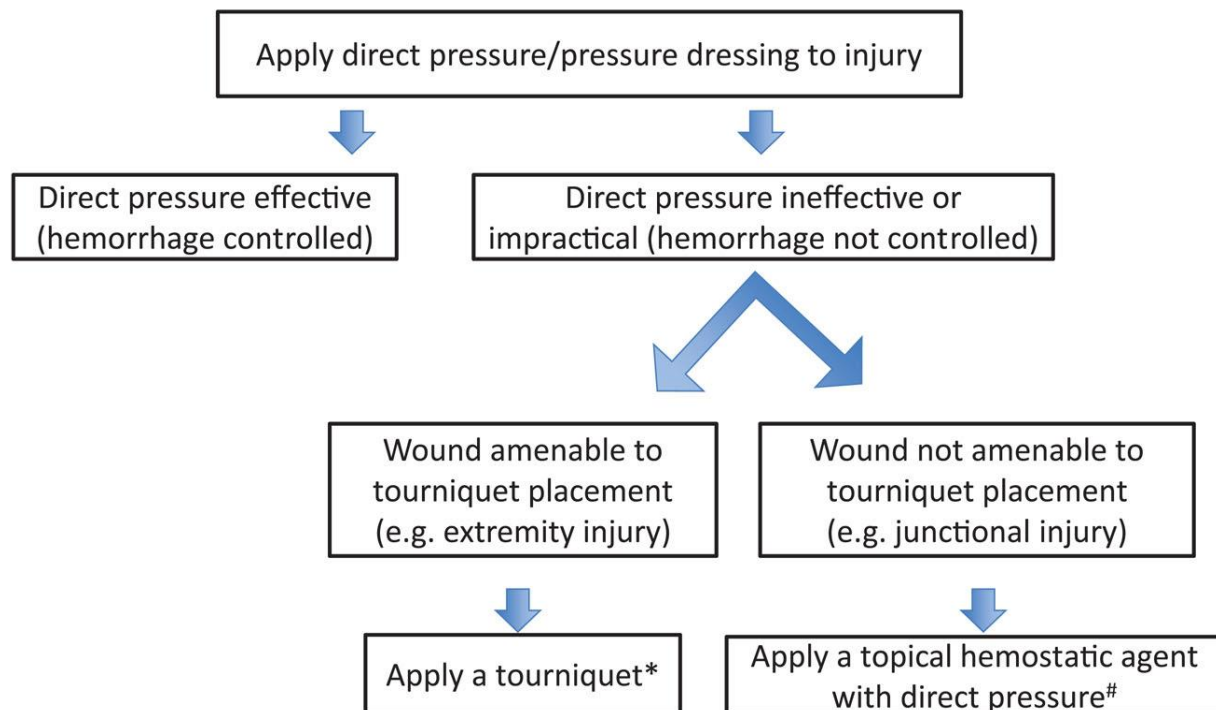 Apply direct pressure/pressure dressing to injury
Direct pressure effective
(hemorrhage controlled)
Direct pressure ineffective or
impractical (hemorrhage not controlled)
Wound amenable to
tourniquet placement
(e.g. extremity injury)
Wound not amenable to
tourniquet placement
(e.g. junctional injury)
Apply a tourniquet*
Apply a topical hemostatic agent
with direct pressure#